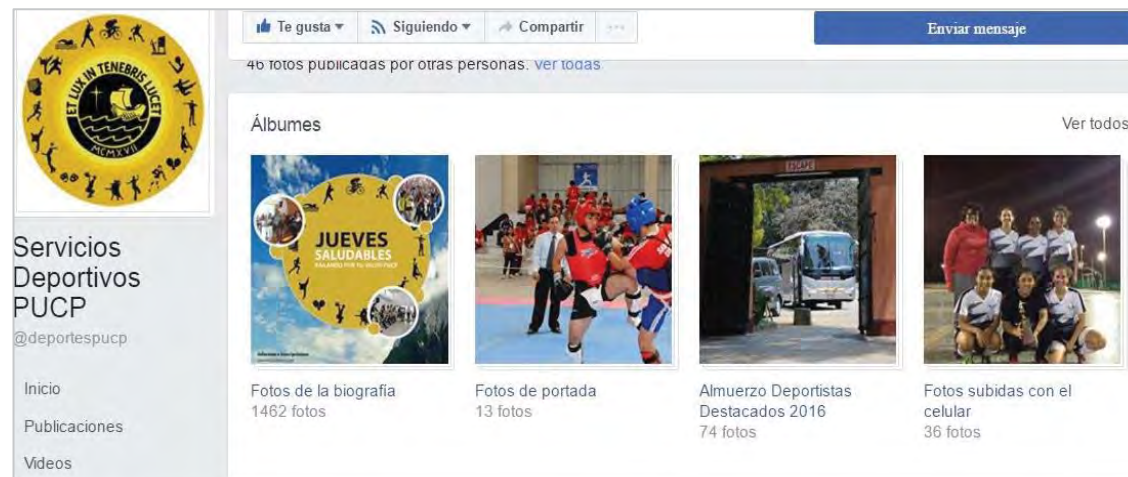 ET LUX IN TENEBRIS LUCET
MCMXVII
Servicios
Deportivos
PUCP
@deportespucp
Inicio
Publicaciones
Videos
Te gusta
Siguiendo
Compartir
Enviar mensaje
46 fotos publicadas por otras personas. Ver todas
Álbumes
Ver todos
JUEVES
SALUDABLES
ESCAPE
Fotos de la biografía
1462 fotos
Fotos de portada
13 fotos
Almuerzo Deportistas
Destacados 2016
74 fotos
Fotos subidas con el
celular
36 fotos